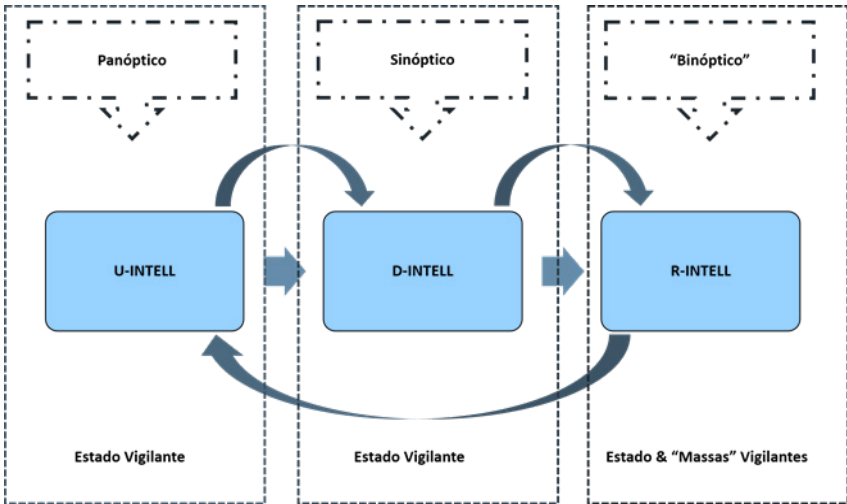 Panóptico
Sinóptico
“Binóptico”
U-INTELL
D-INTELL
R-INTELL
Estado Vigilante
Estado Vigilante
Estado & “Massas” Vigilantes